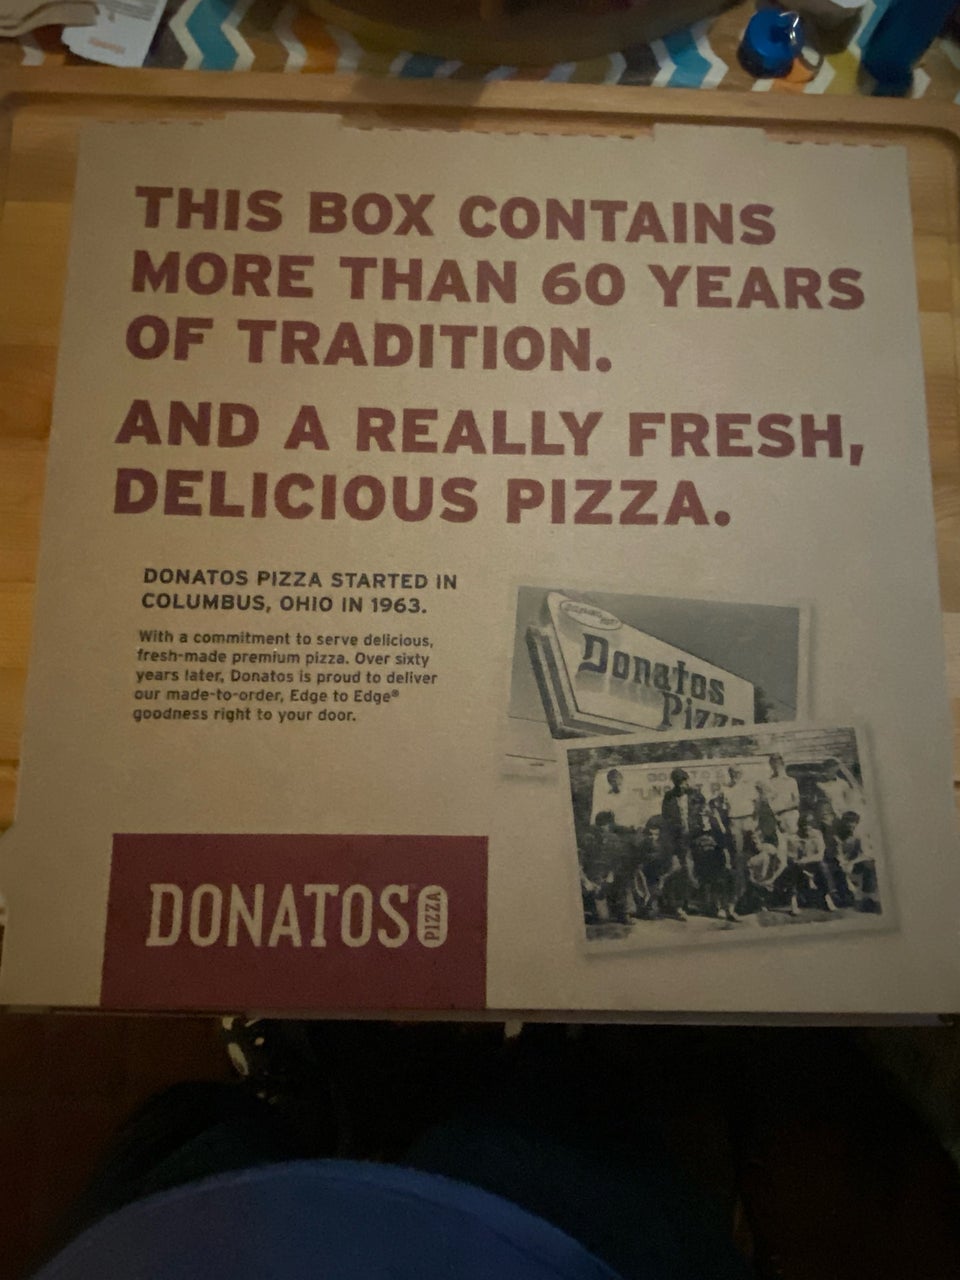 THIS BOX CONTAINS
MORE THAN 60 YEARS
OF TRADITION.
AND A REALLY FRESH,
DELICIOUS PIZZA.
DONATOS PIZZA STARTED IN
COLUMBUS, OHIO IN 1963.
With a commitment to serve delicious,
fresh-made premium pizza. Over sixty
years later, Donatos is proud to deliver
our made-to-order, Edge to Edge®
goodness right to your door.
Donatos
Pizza
DONATOS
PIZZA